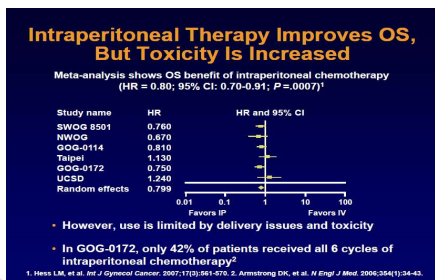 Intraperitoneal Therapy Improves OS,
But Toxicity Is Increased
Meta-analysis shows OS benefit of intraperitoneal chemotherapy
(HR = 0.80; 95% CI: 0.70-0.91; P =.0007)1
Study name HR HR and 95% CI
SWOG 8501 0.760
NWOG 0.670
GOG-0114 0.810
Taipei 1.130
GOG-0172 0.750
UCSD 1.240
Random effects 0.799
0.01 0.1 1 10 100
Favors IP Favors IV
• However, use is limited by delivery issues and toxicity
• In GOG-0172, only 42% of patients received all 6 cycles of
intraperitoneal chemotherapy2
1. Hess LM, et al. Int J Gynecol Cancer. 2007;17(3):561-570. 2. Armstrong DK, et al. N Engl J Med. 2006;354(1):34-43.